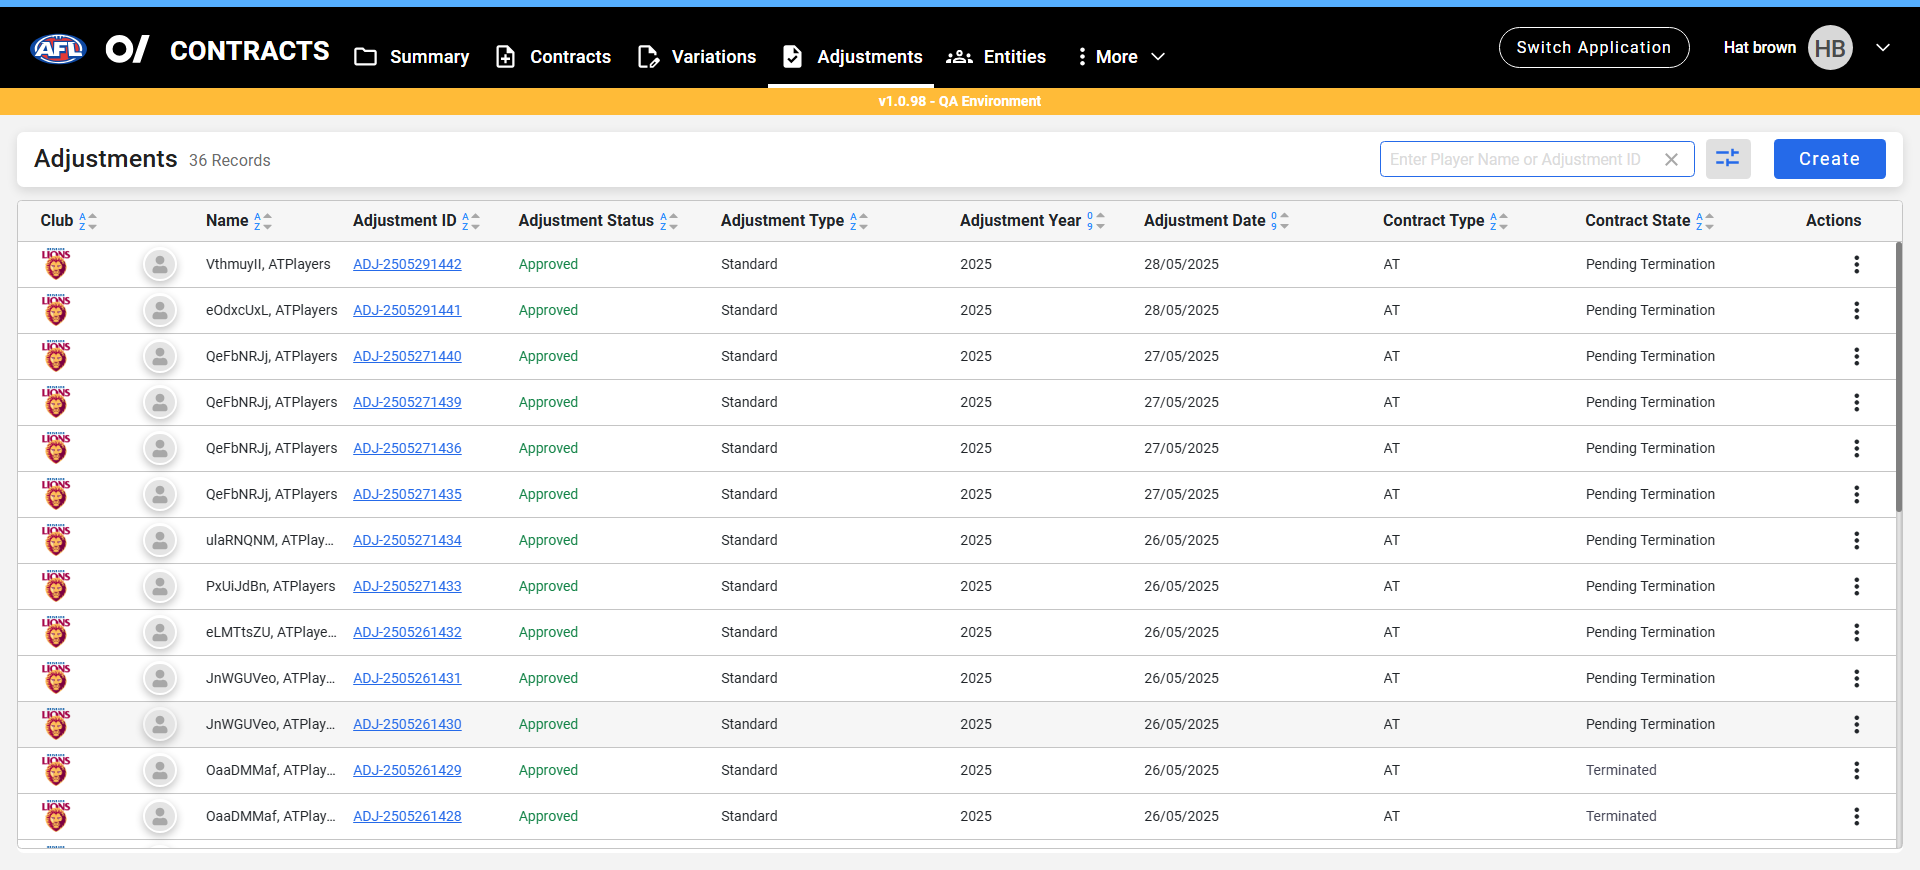 AFL CONTRACTS Summary Contracts Variations Adjustments Entities More Switch Application Hat brown HB
v1.0.98 - QA Environment
Adjustments 36 Records Enter Player Name or Adjustment ID Create
Club Name Adjustment ID Adjustment Status Adjustment Type Adjustment Year Adjustment Date Contract Type Contract State Actions
LIONS VthmuyII, ATPlayers ADJ-2505291442 Approved Standard 2025 28/05/2025 AT Pending Termination
LIONS eOdxcUxL, ATPlayers ADJ-2505291441 Approved Standard 2025 28/05/2025 AT Pending Termination
LIONS QeFbNRJj, ATPlayers ADJ-2505271440 Approved Standard 2025 27/05/2025 AT Pending Termination
LIONS QeFbNRJj, ATPlayers ADJ-2505271439 Approved Standard 2025 27/05/2025 AT Pending Termination
LIONS QeFbNRJj, ATPlayers ADJ-2505271436 Approved Standard 2025 27/05/2025 AT Pending Termination
LIONS QeFbNRJj, ATPlayers ADJ-2505271435 Approved Standard 2025 27/05/2025 AT Pending Termination
LIONS ulaRNQNM, ATPlay... ADJ-2505271434 Approved Standard 2025 26/05/2025 AT Pending Termination
LIONS PxUiJdBn, ATPlayers ADJ-2505271433 Approved Standard 2025 26/05/2025 AT Pending Termination
LIONS eLMTtsZU, ATPlaye... ADJ-2505261432 Approved Standard 2025 26/05/2025 AT Pending Termination
LIONS JnWGUVeo, ATPlay... ADJ-2505261431 Approved Standard 2025 26/05/2025 AT Pending Termination
LIONS JnWGUVeo, ATPlay... ADJ-2505261430 Approved Standard 2025 26/05/2025 AT Pending Termination
LIONS OaaDMMaf, ATPlay... ADJ-2505261429 Approved Standard 2025 26/05/2025 AT Terminated
LIONS OaaDMMaf, ATPlay... ADJ-2505261428 Approved Standard 2025 26/05/2025 AT Terminated